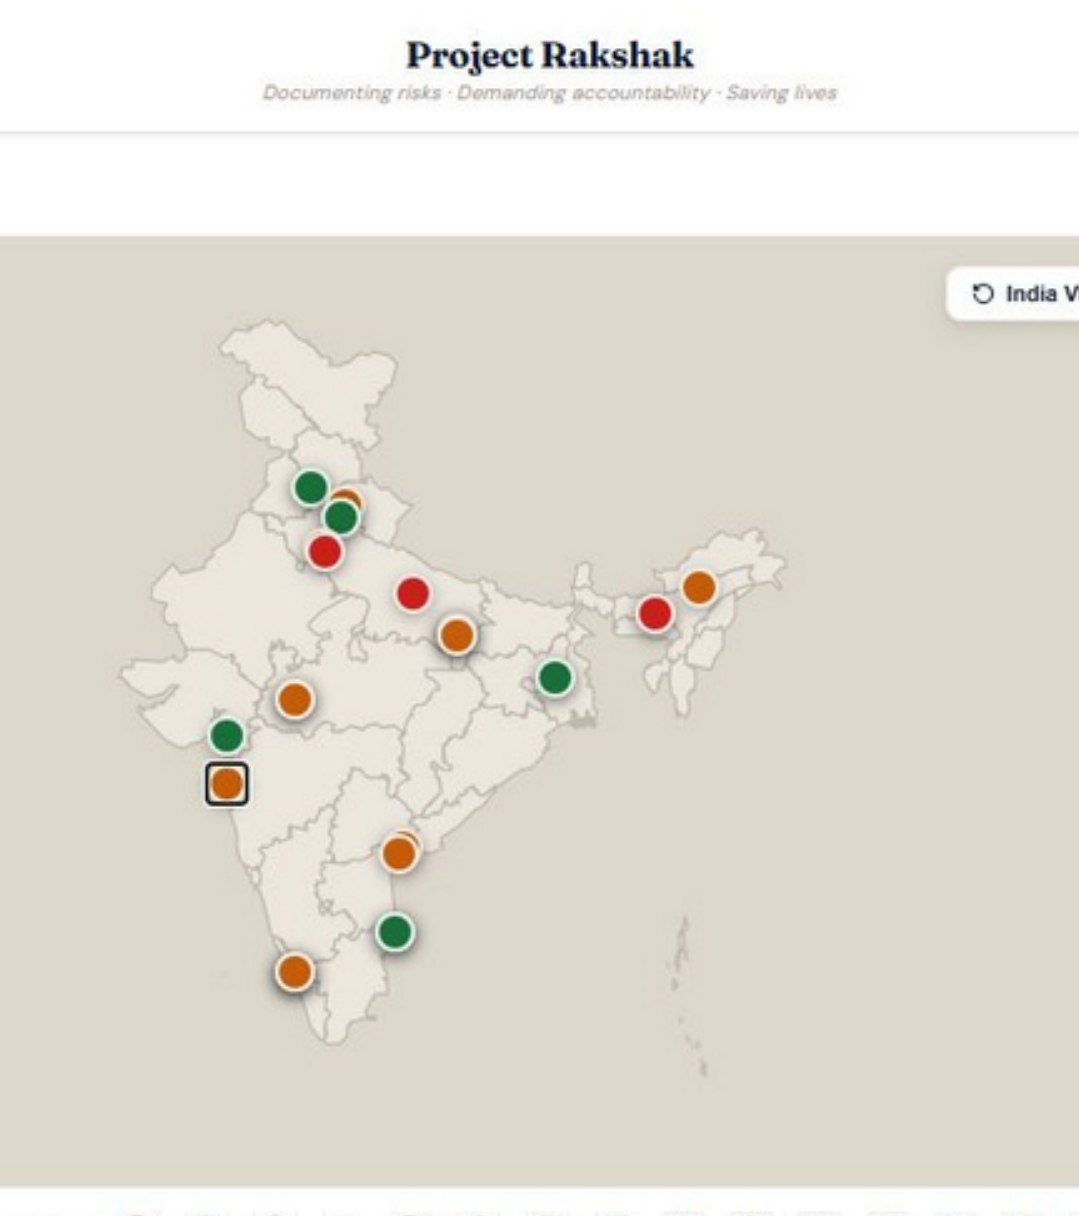 Project Rakshak
Documenting risks · Demanding accountability · Saving lives
India